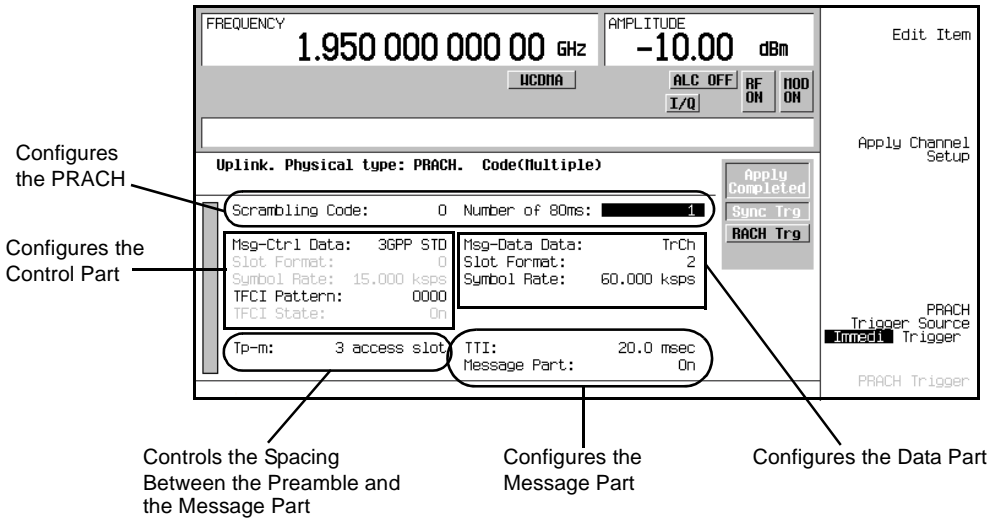 FREQUENCY
1.950 000 000 00 GHz
AMPLITUDE
-10.00 dBm
WCDMA
ALC OFF
I/Q
RF ON
MOD ON
Edit Item
Apply Channel
Setup
Uplink. Physical type: PRACH. Code(Multiple)
Apply
Completed
Sync Trg
RACH Trg
Configures
the PRACH
Scrambling Code: 0 Number of 80ms: 1
Configures the
Control Part
Msg-Ctrl Data: 3GPP STD
Slot Format: 0
Symbol Rate: 15.000 ksps
TFCI Pattern: 0000
TFCI State: On
Msg-Data Data: TrCh
Slot Format: 2
Symbol Rate: 60.000 ksps
Tp-m: 3 access slot
TTI: 20.0 msec
Message Part: On
PRACH
Trigger Source
Immedi Trigger
PRACH Trigger
Controls the Spacing
Between the Preamble and
the Message Part
Configures the
Message Part
Configures the Data Part